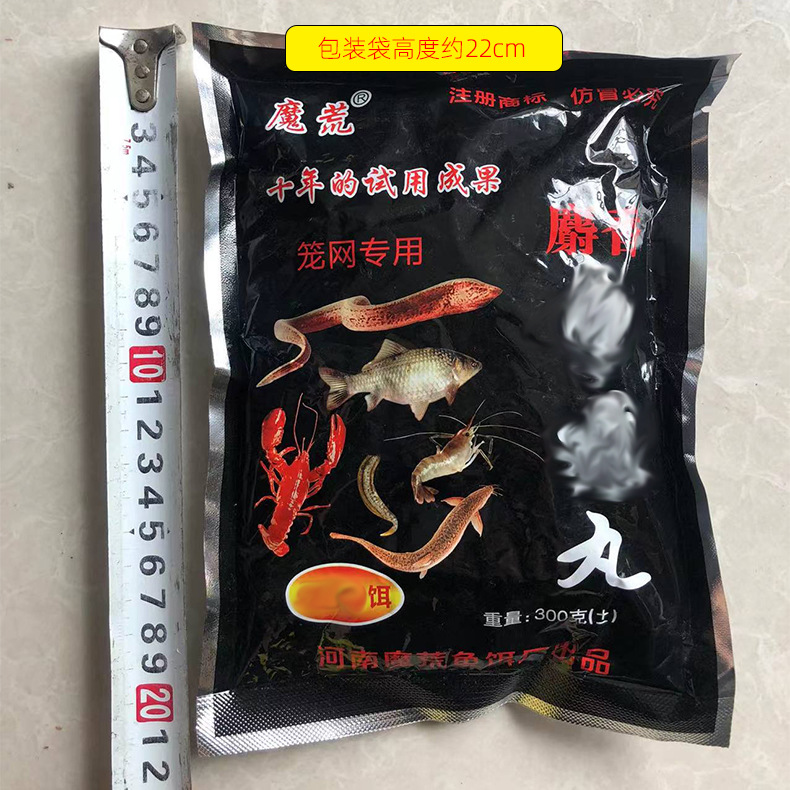 包装袋高度约22cm
注册商标 仿冒必究
魔荒®
十年的试用成果
麝香
笼网专用
丸
饵
重量:300克(±)
河南魔荒鱼饵厂出品
3 4 5 6 7 8 9 10 1 2 3 4 5 6 7 8 9 20 1 2